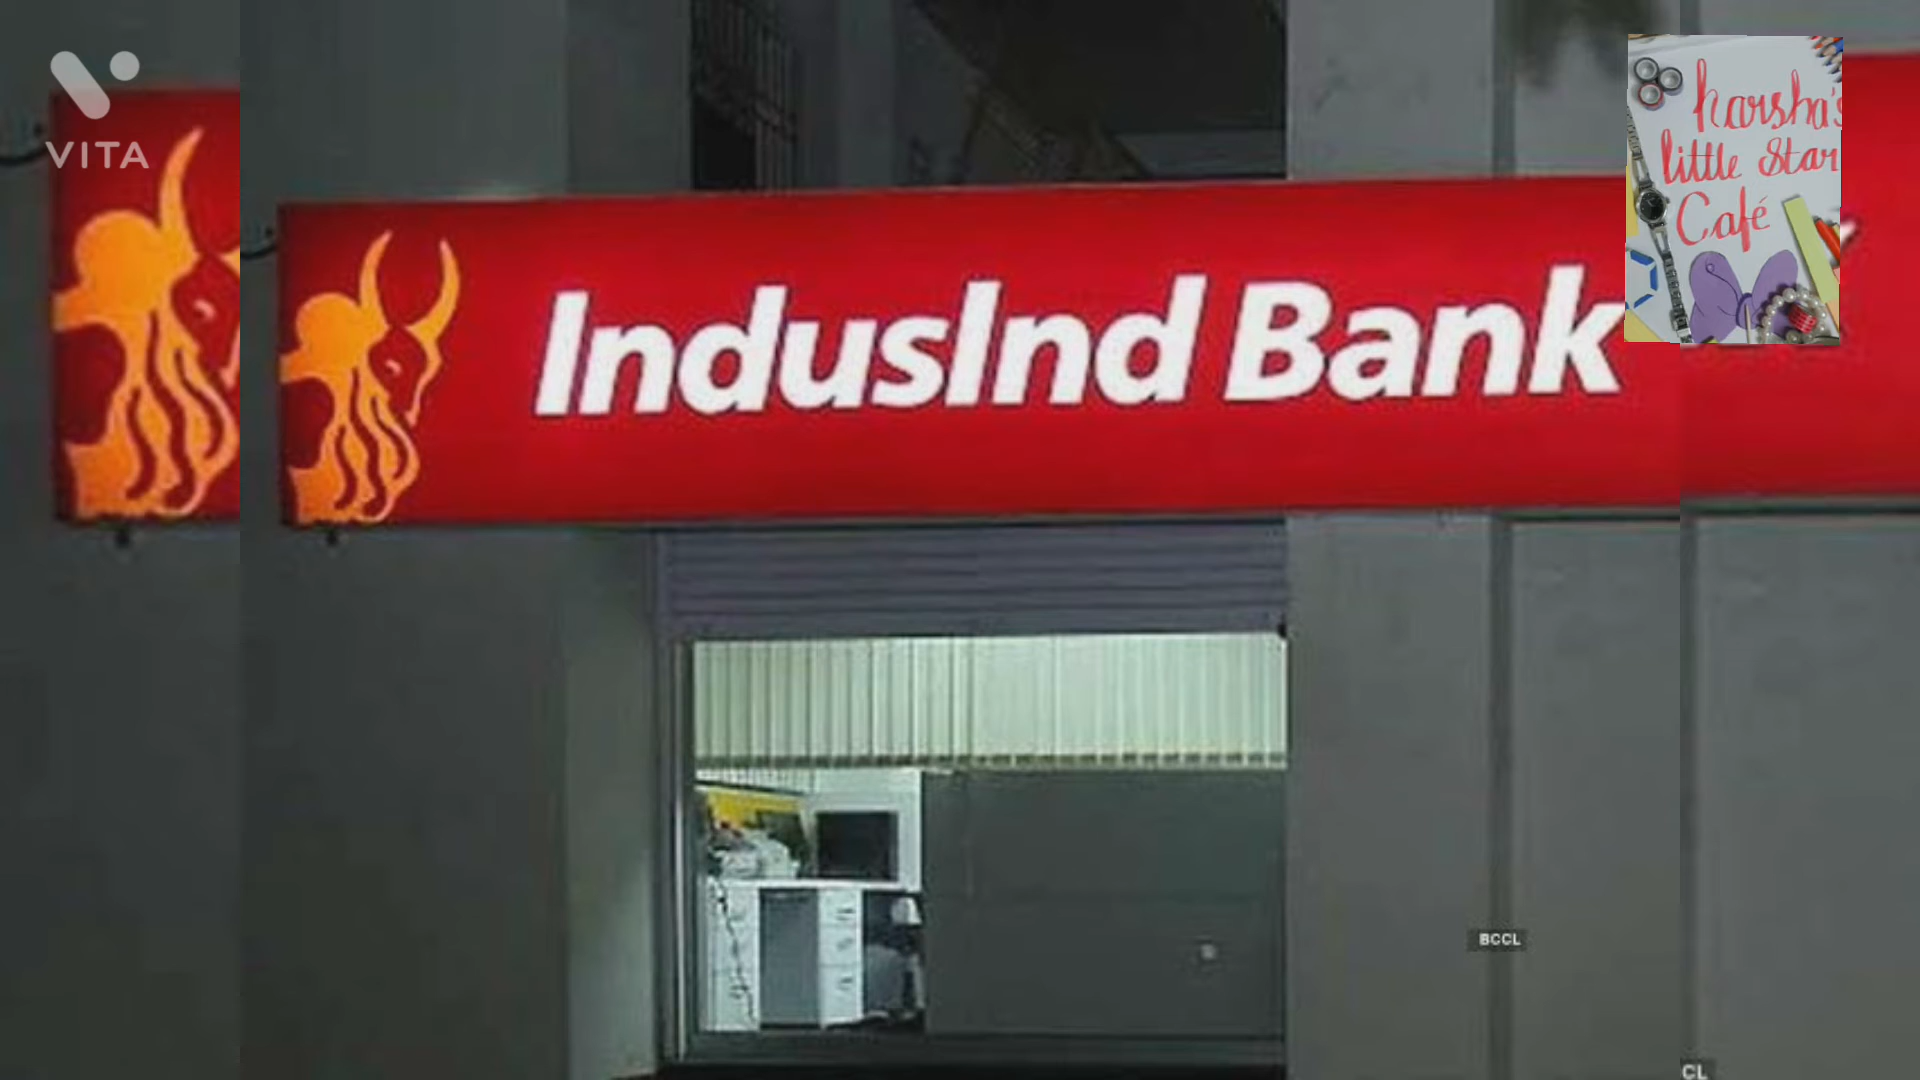 VITA
IndusInd Bank
harsha's
little Star
Café
BCCL
CL